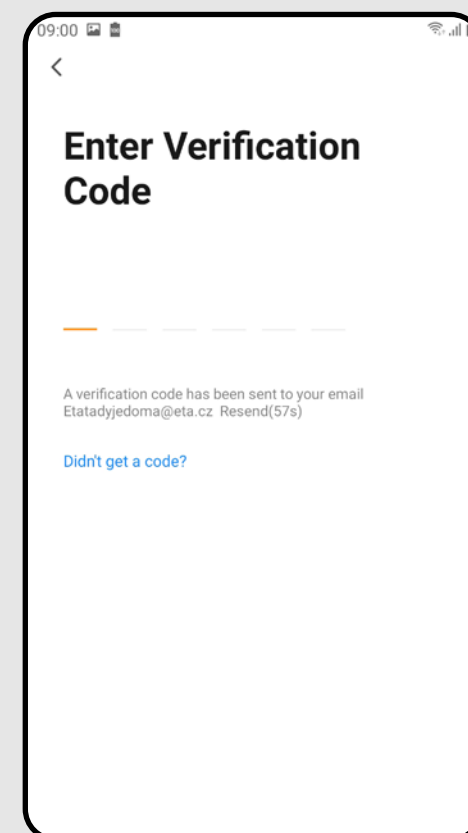 09:00
Enter Verification
Code
A verification code has been sent to your email
Etatadyjedoma@eta.cz Resend(57s)
Didn't get a code?